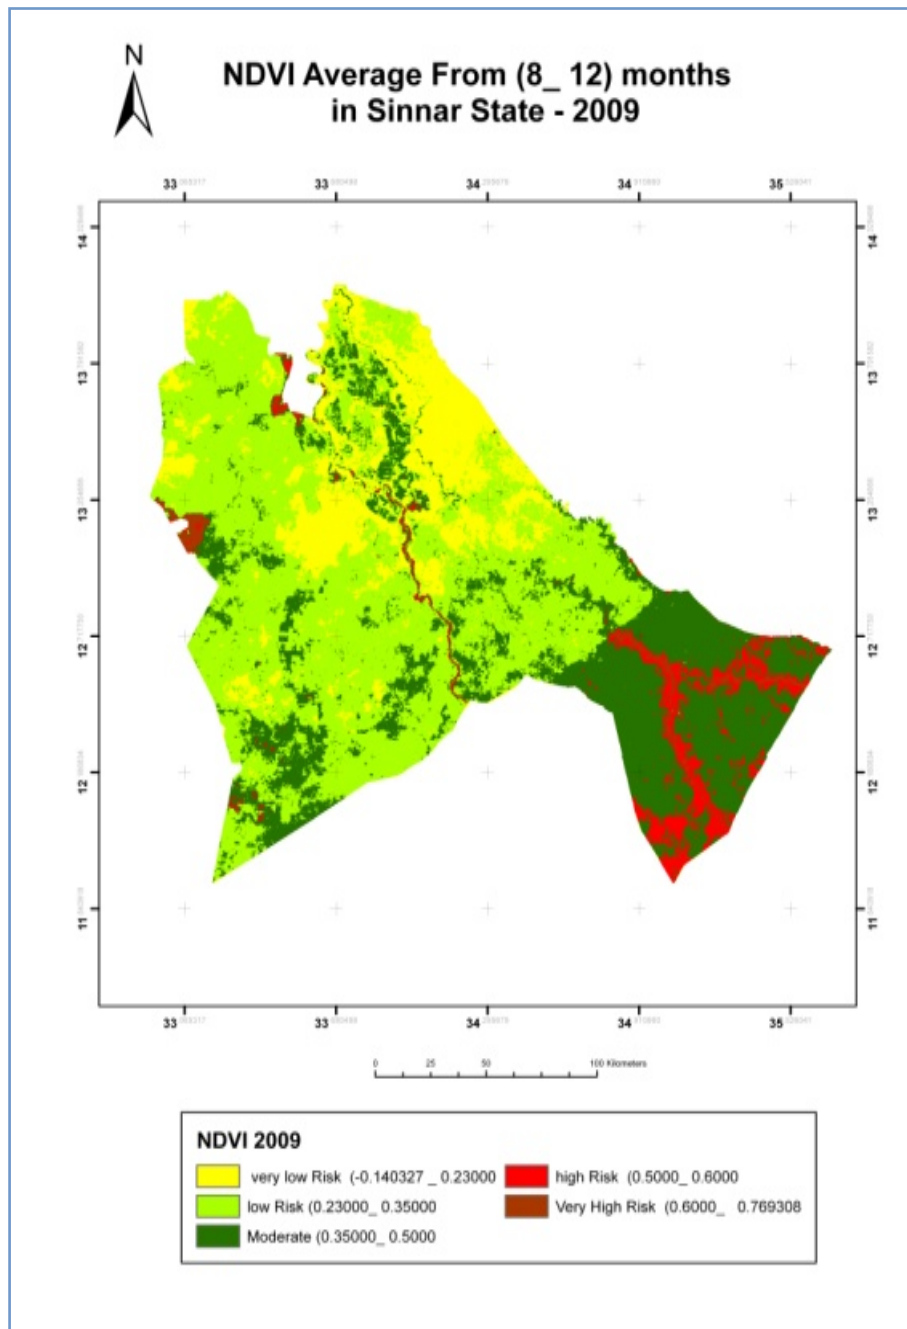 N
NDVI Average From (8_ 12) months
in Sinnar State - 2009
33 33 34 34 35
14 14
13 13
13 13
12 12
12 12
11 11
33 33 34 34 35
0 25 50 100 Kilometers
NDVI 2009
very low Risk (-0.140327 _ 0.23000
high Risk (0.5000_ 0.6000
low Risk (0.23000_ 0.35000
Very High Risk (0.6000_ 0.769308
Moderate (0.35000_ 0.5000